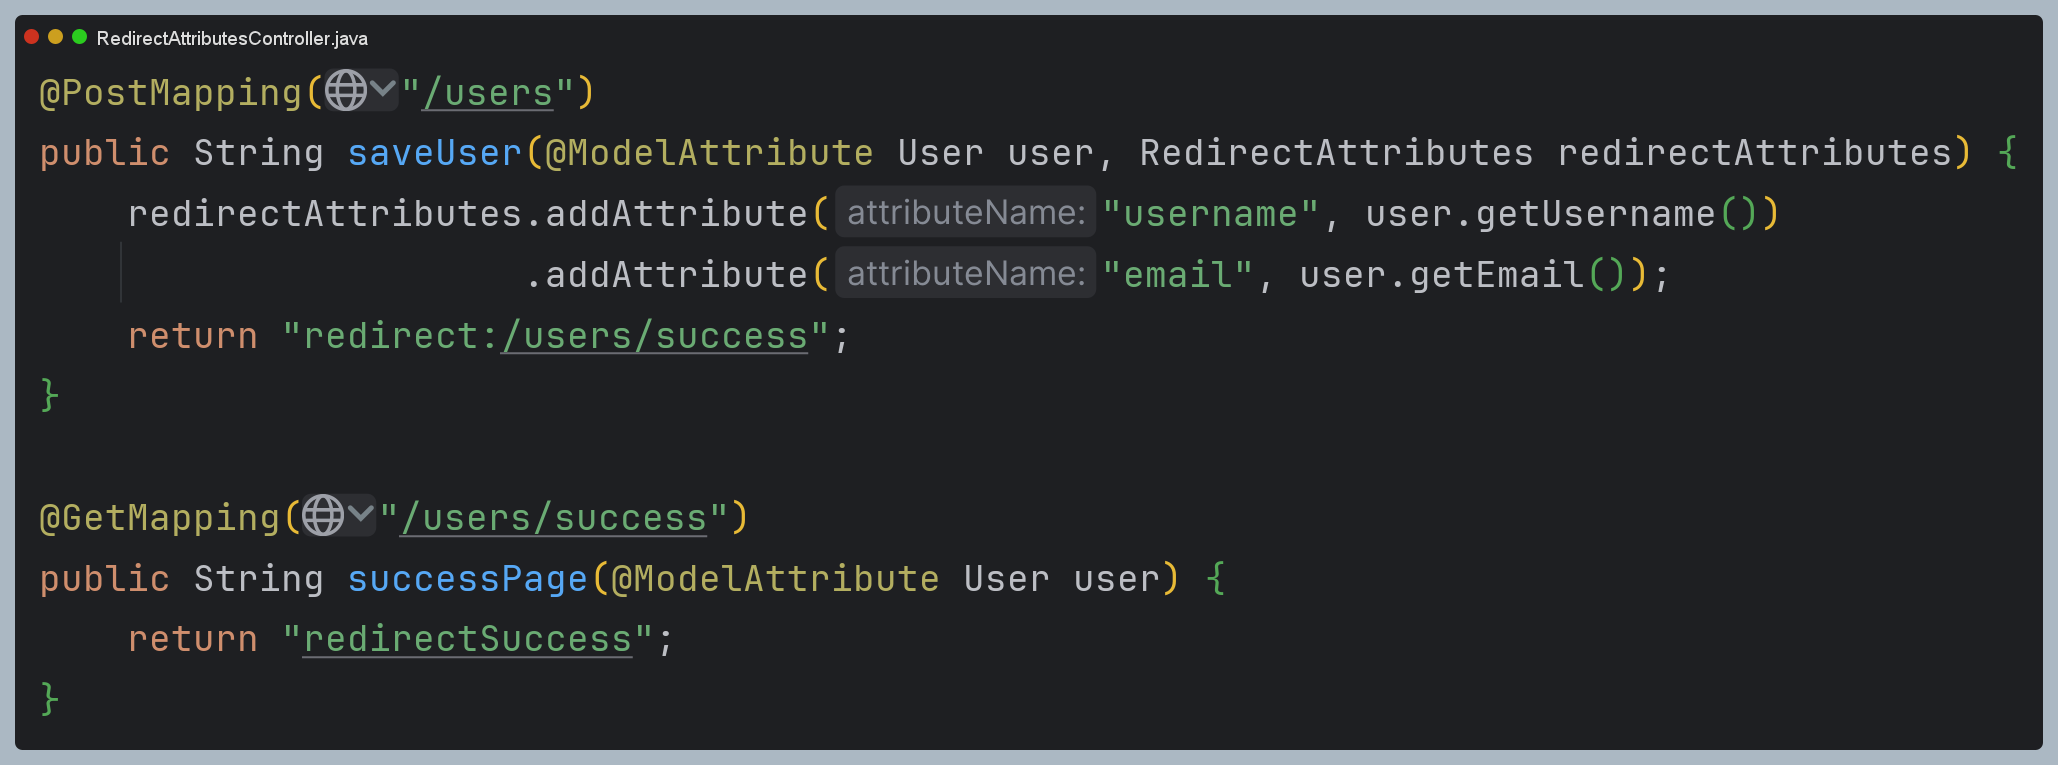 RedirectAttributesController.java
@PostMapping("/users")
public String saveUser(@ModelAttribute User user, RedirectAttributes redirectAttributes) {
    redirectAttributes.addAttribute(attributeName: "username", user.getUsername())
                      .addAttribute(attributeName: "email", user.getEmail());
    return "redirect:/users/success";
}
@GetMapping("/users/success")
public String successPage(@ModelAttribute User user) {
    return "redirectSuccess";
}